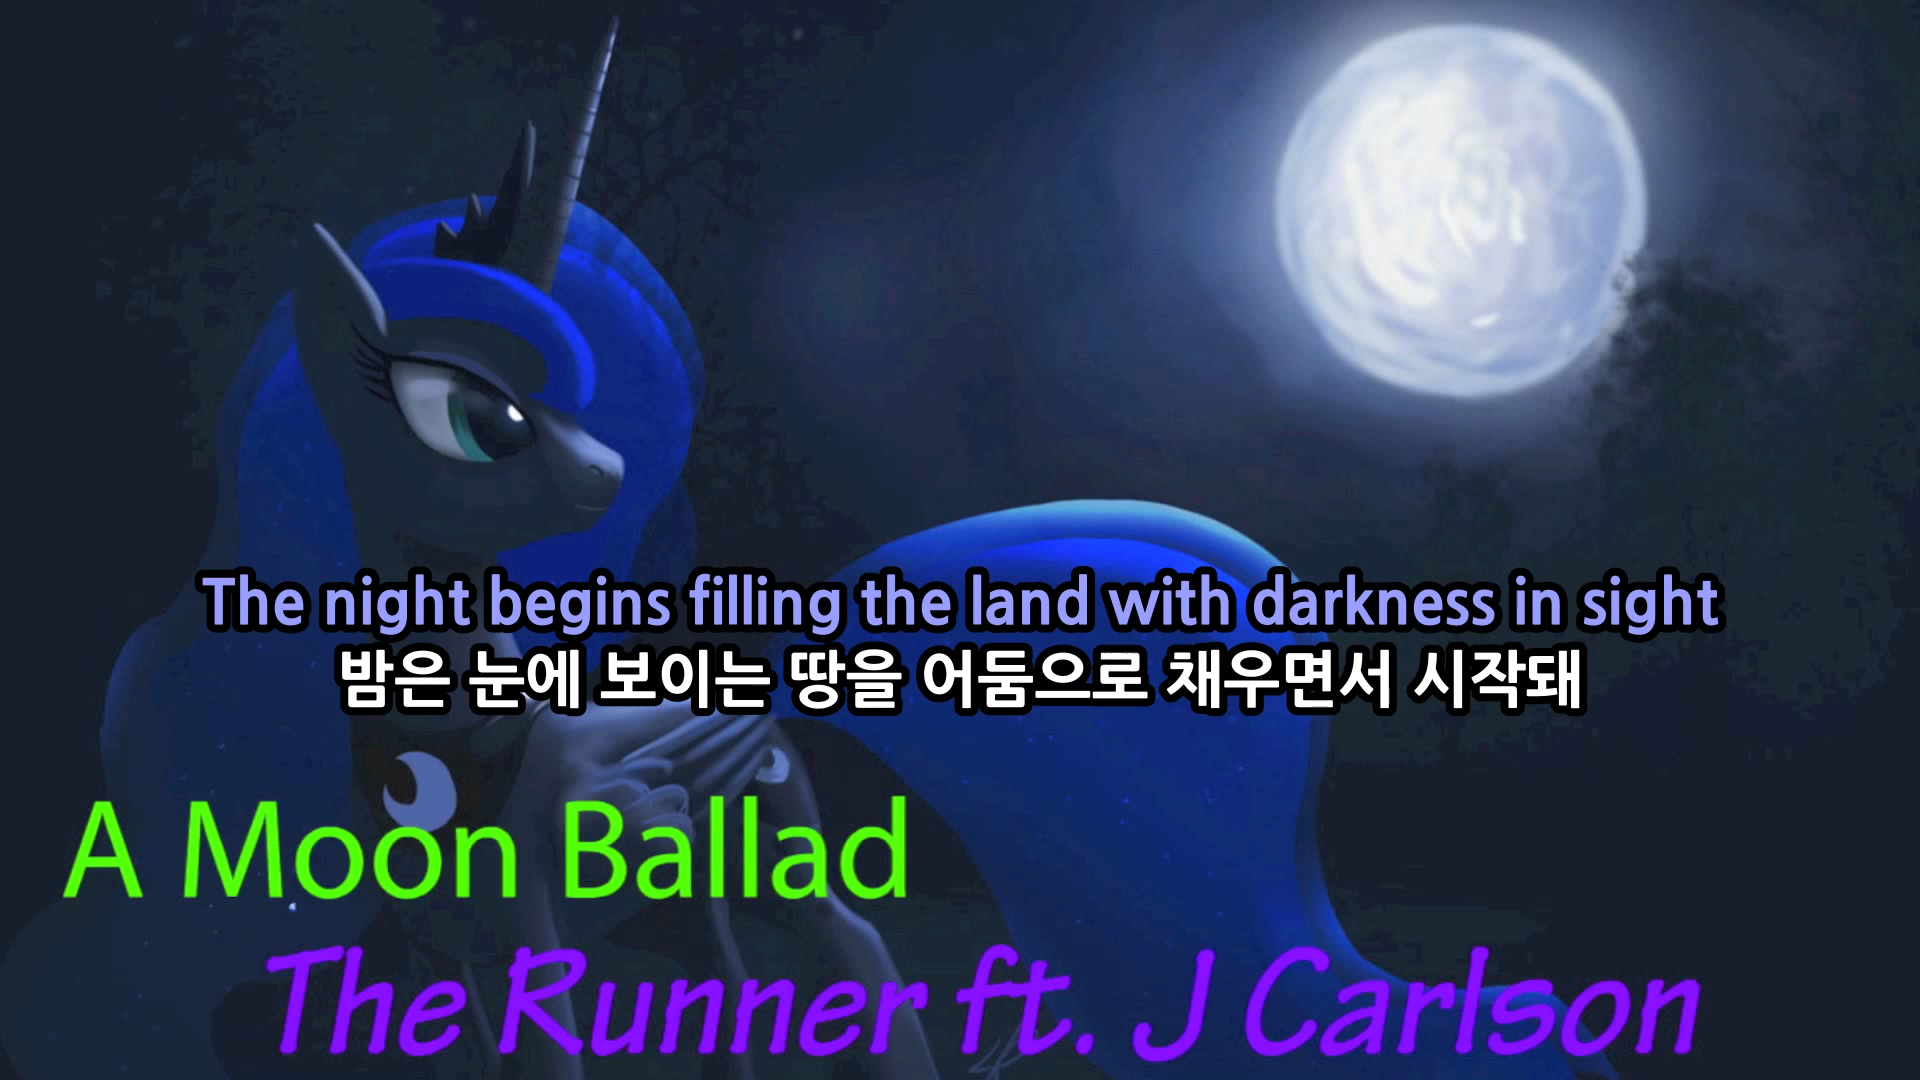 The night begins filling the land with darkness in sight
밤은 눈에 보이는 땅을 어둠으로 채우면서 시작돼
A Moon Ballad
The Runner ft. J Carlson